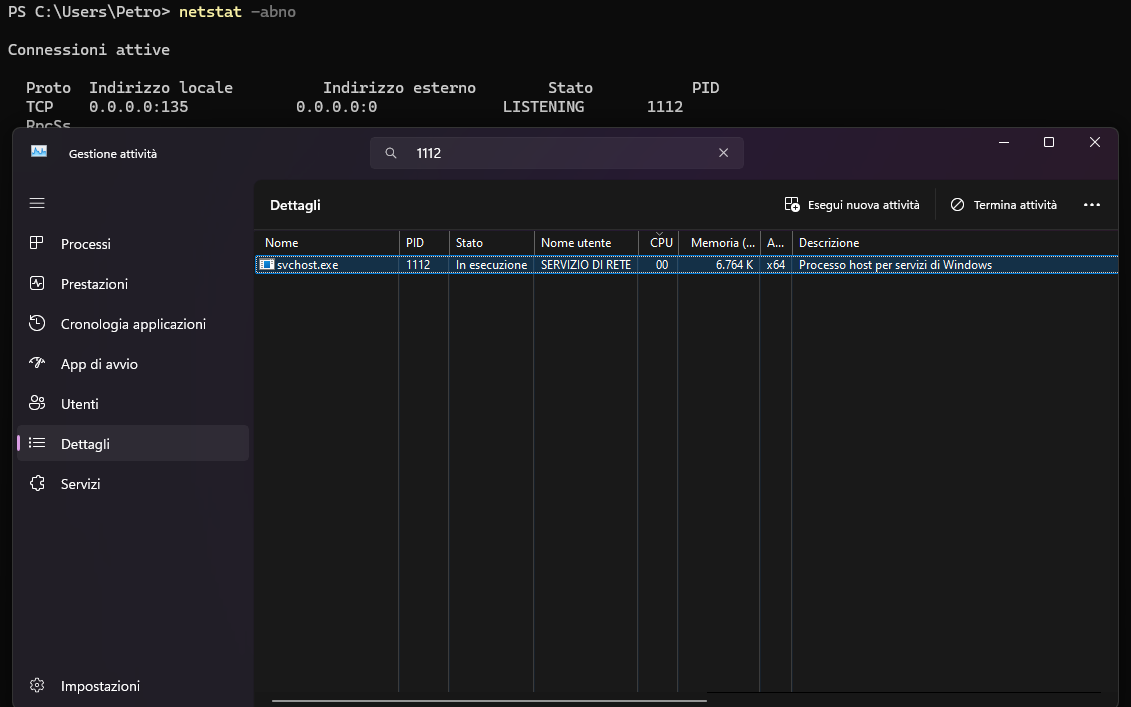 PS C:\Users\Petro> netstat -abno
Connessioni attive
Proto Indirizzo locale Indirizzo esterno Stato PID
TCP 0.0.0.0:135 0.0.0.0:0 LISTENING 1112
RpcSs
Gestione attività 1112
Dettagli Esegui nuova attività Termina attività
Nome PID Stato Nome utente CPU Memoria (... A... Descrizione
svchost.exe 1112 In esecuzione SERVIZIO DI RETE 00 6.764 K x64 Processo host per servizi di Windows
Processi
Prestazioni
Cronologia applicazioni
App di avvio
Utenti
Dettagli
Servizi
Impostazioni